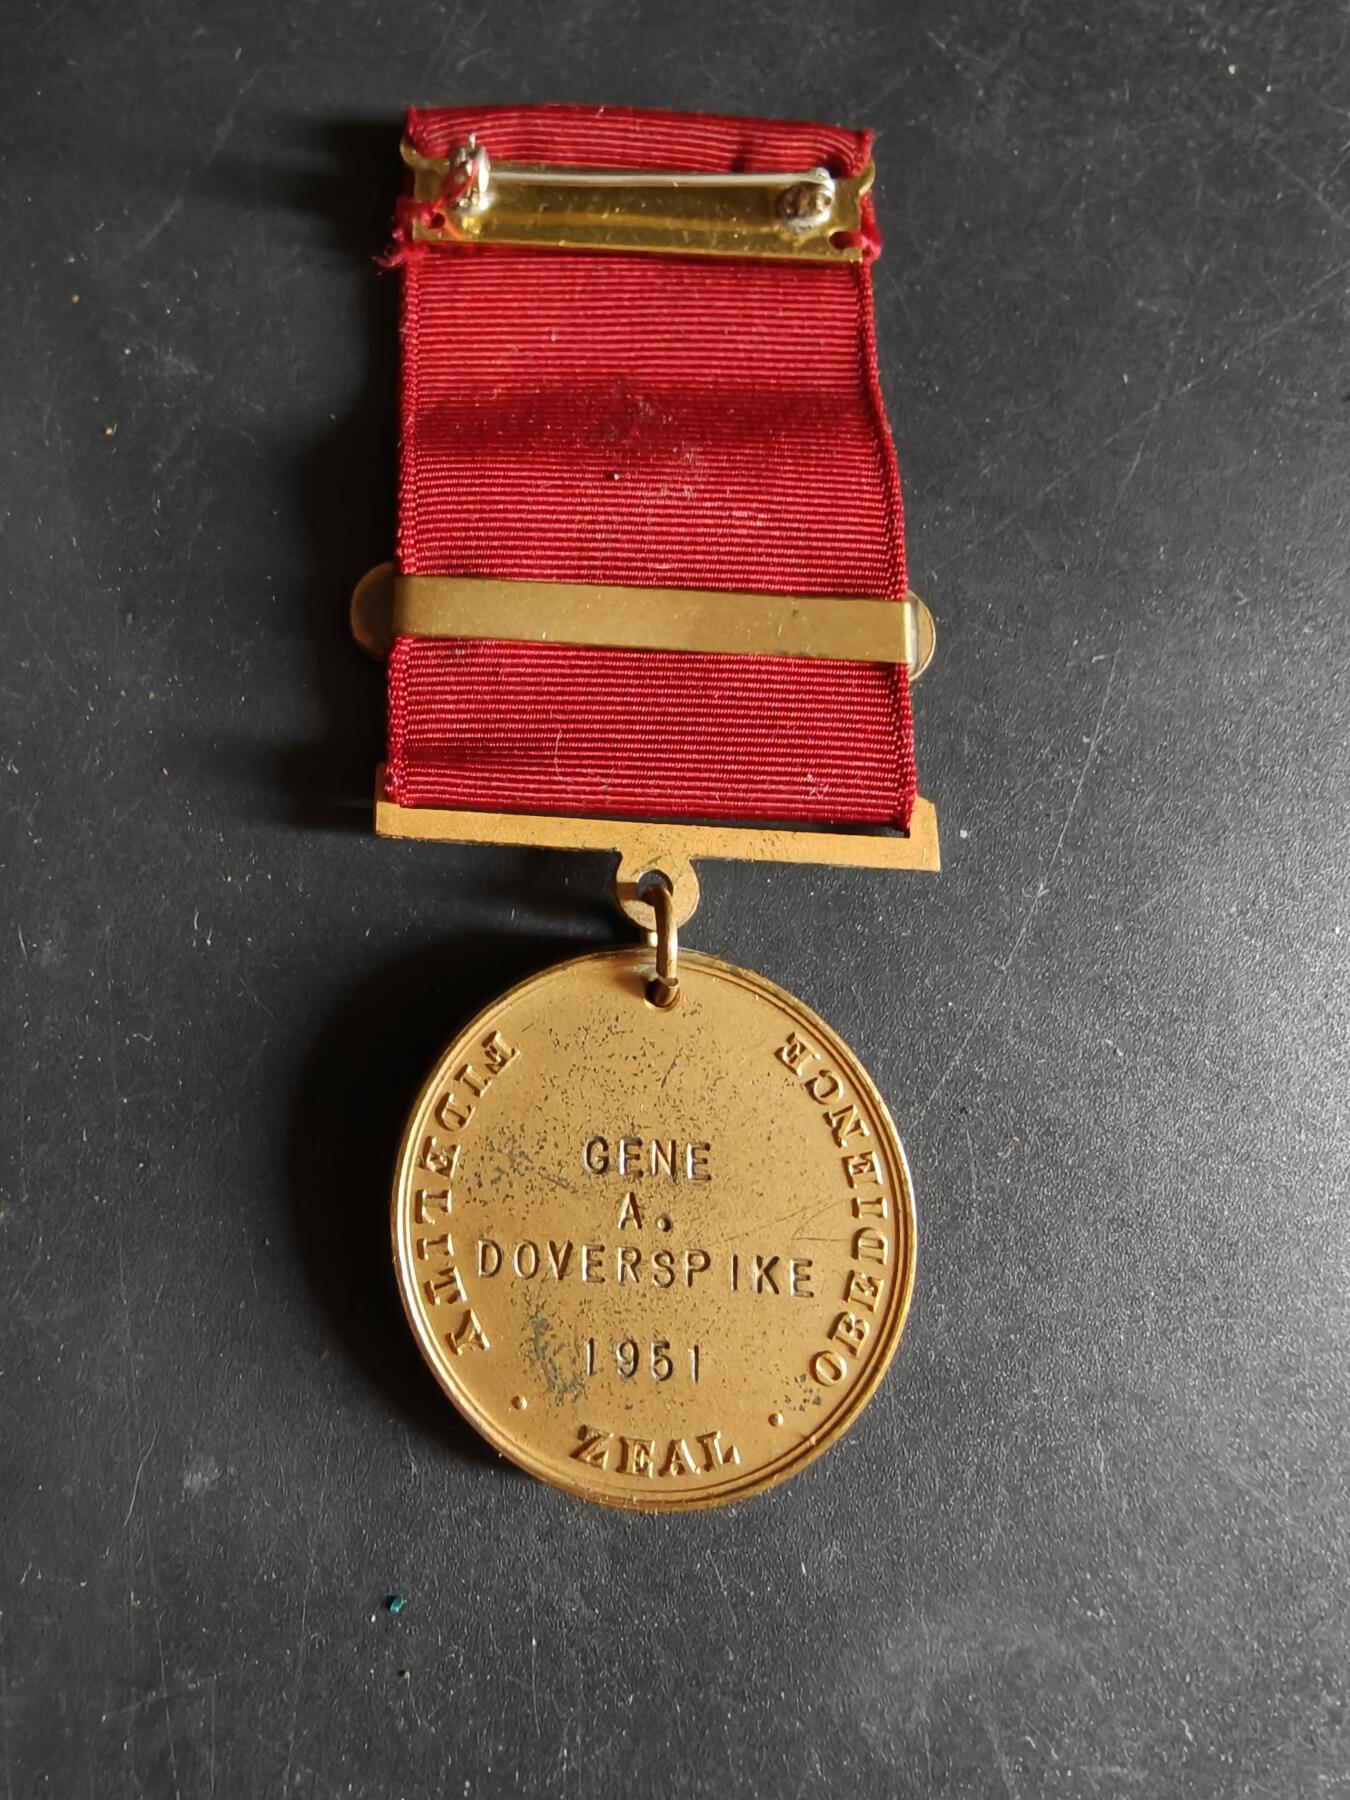 FIDELITY
· ZEAL ·
OBEDIENCE
GENE
A.
DOVERSPIKE
1951